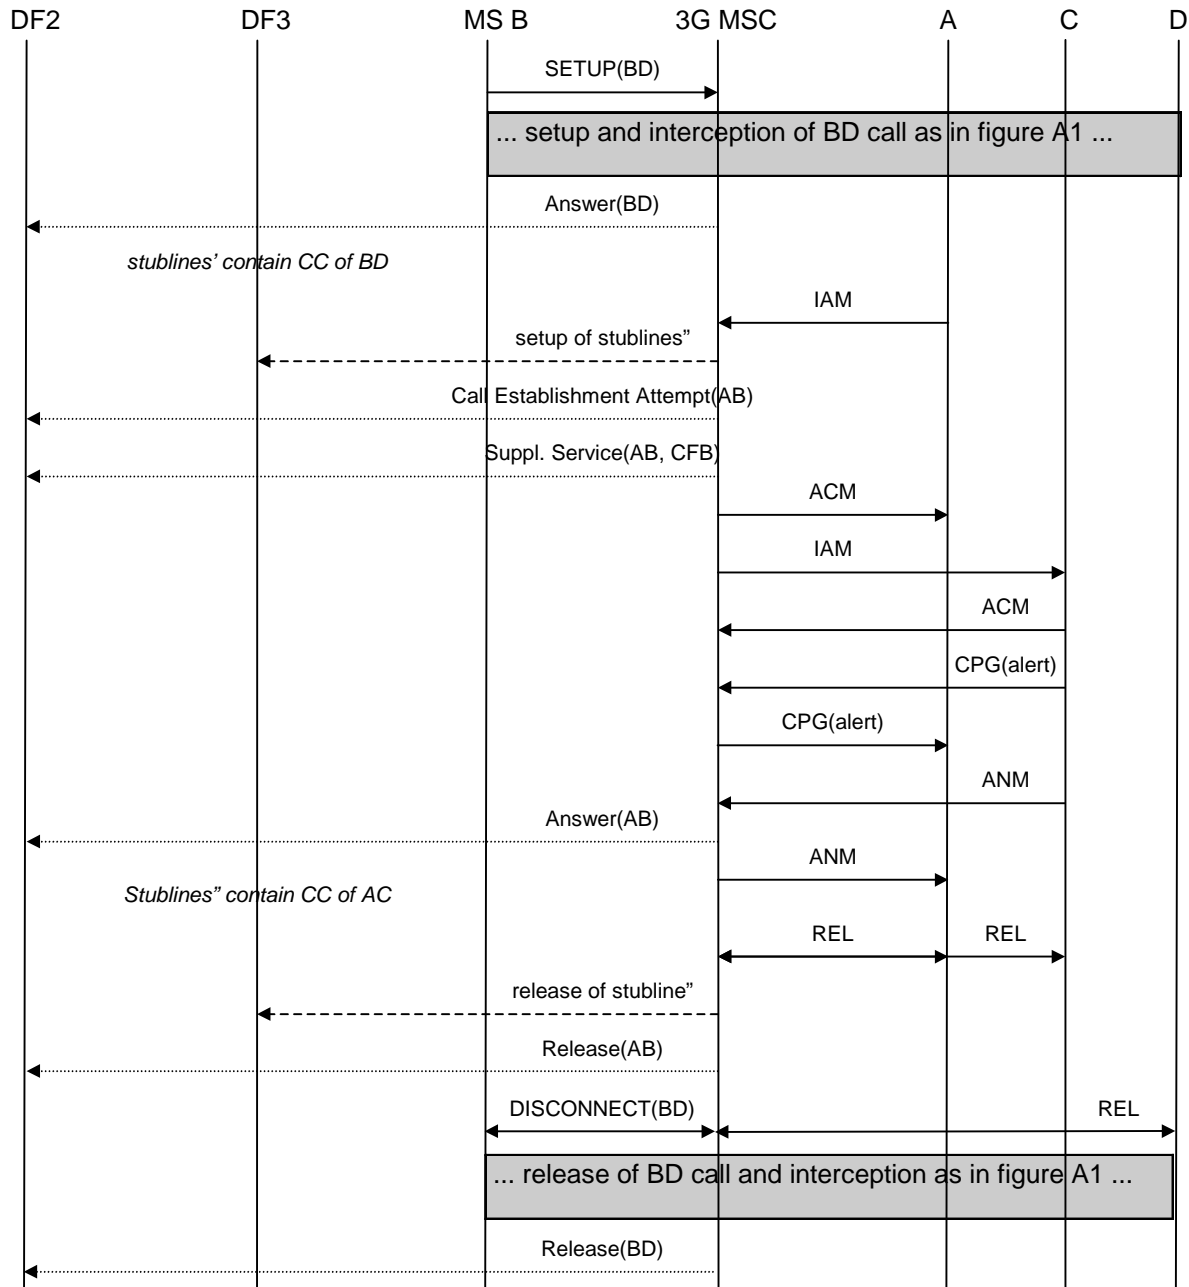 DF2 DF3 MS B 3G MSC A C D
SETUP(BD)
... setup and interception of BD call as in figure A1 ...
Answer(BD)
stublines’ contain CC of BD
IAM
setup of stublines”
Call Establishment Attempt(AB)
Suppl. Service(AB, CFB)
ACM
IAM
ACM
CPG(alert)
CPG(alert)
ANM
Answer(AB)
ANM
Stublines” contain CC of AC
REL REL
release of stubline”
Release(AB)
DISCONNECT(BD) REL
... release of BD call and interception as in figure A1 ...
Release(BD)